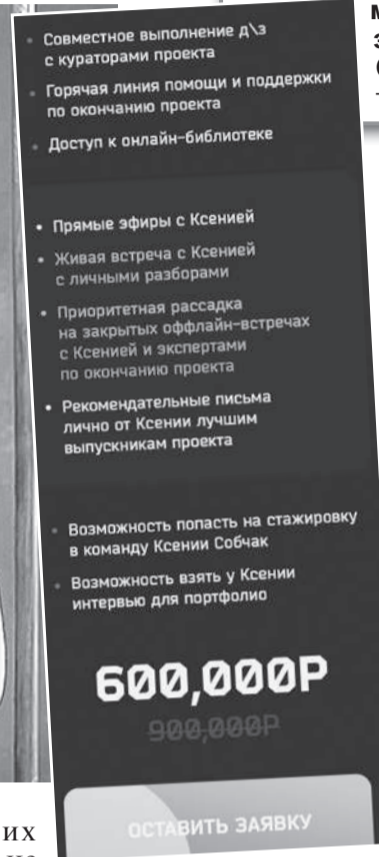 • Совместное выполнение д\з
с кураторами проекта
• Горячая линия помощи и поддержки
по окончанию проекта
• Доступ к онлайн-библиотеке
• Прямые эфиры с Ксенией
• Живая встреча с Ксенией
с личными разборами
• Приоритетная рассадка
на закрытых оффлайн-встречах
с Ксенией и экспертами
по окончанию проекта
• Рекомендательные письма
лично от Ксении лучшим
выпускникам проекта
• Возможность попасть на стажировку
в команду Ксении Собчак
• Возможность взять у Ксении
интервью для портфолио
600,000Р
900,000Р
ОСТАВИТЬ ЗАЯВКУ
их